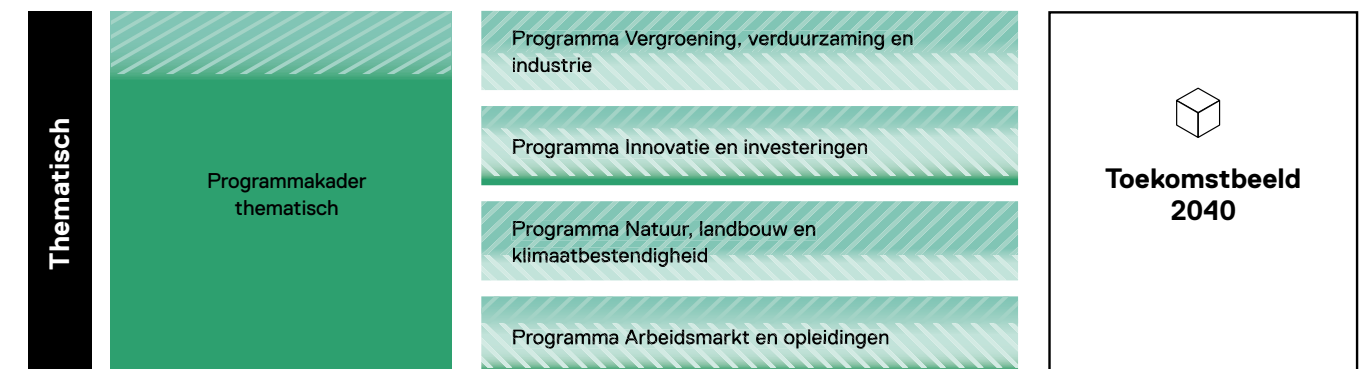 Thematisch
Programmakader
thematisch
Programma Vergroening, verduurzaming en
industrie
Programma Innovatie en investeringen
Programma Natuur, landbouw en
klimaatbestendigheid
Programma Arbeidsmarkt en opleidingen
Toekomstbeeld
2040